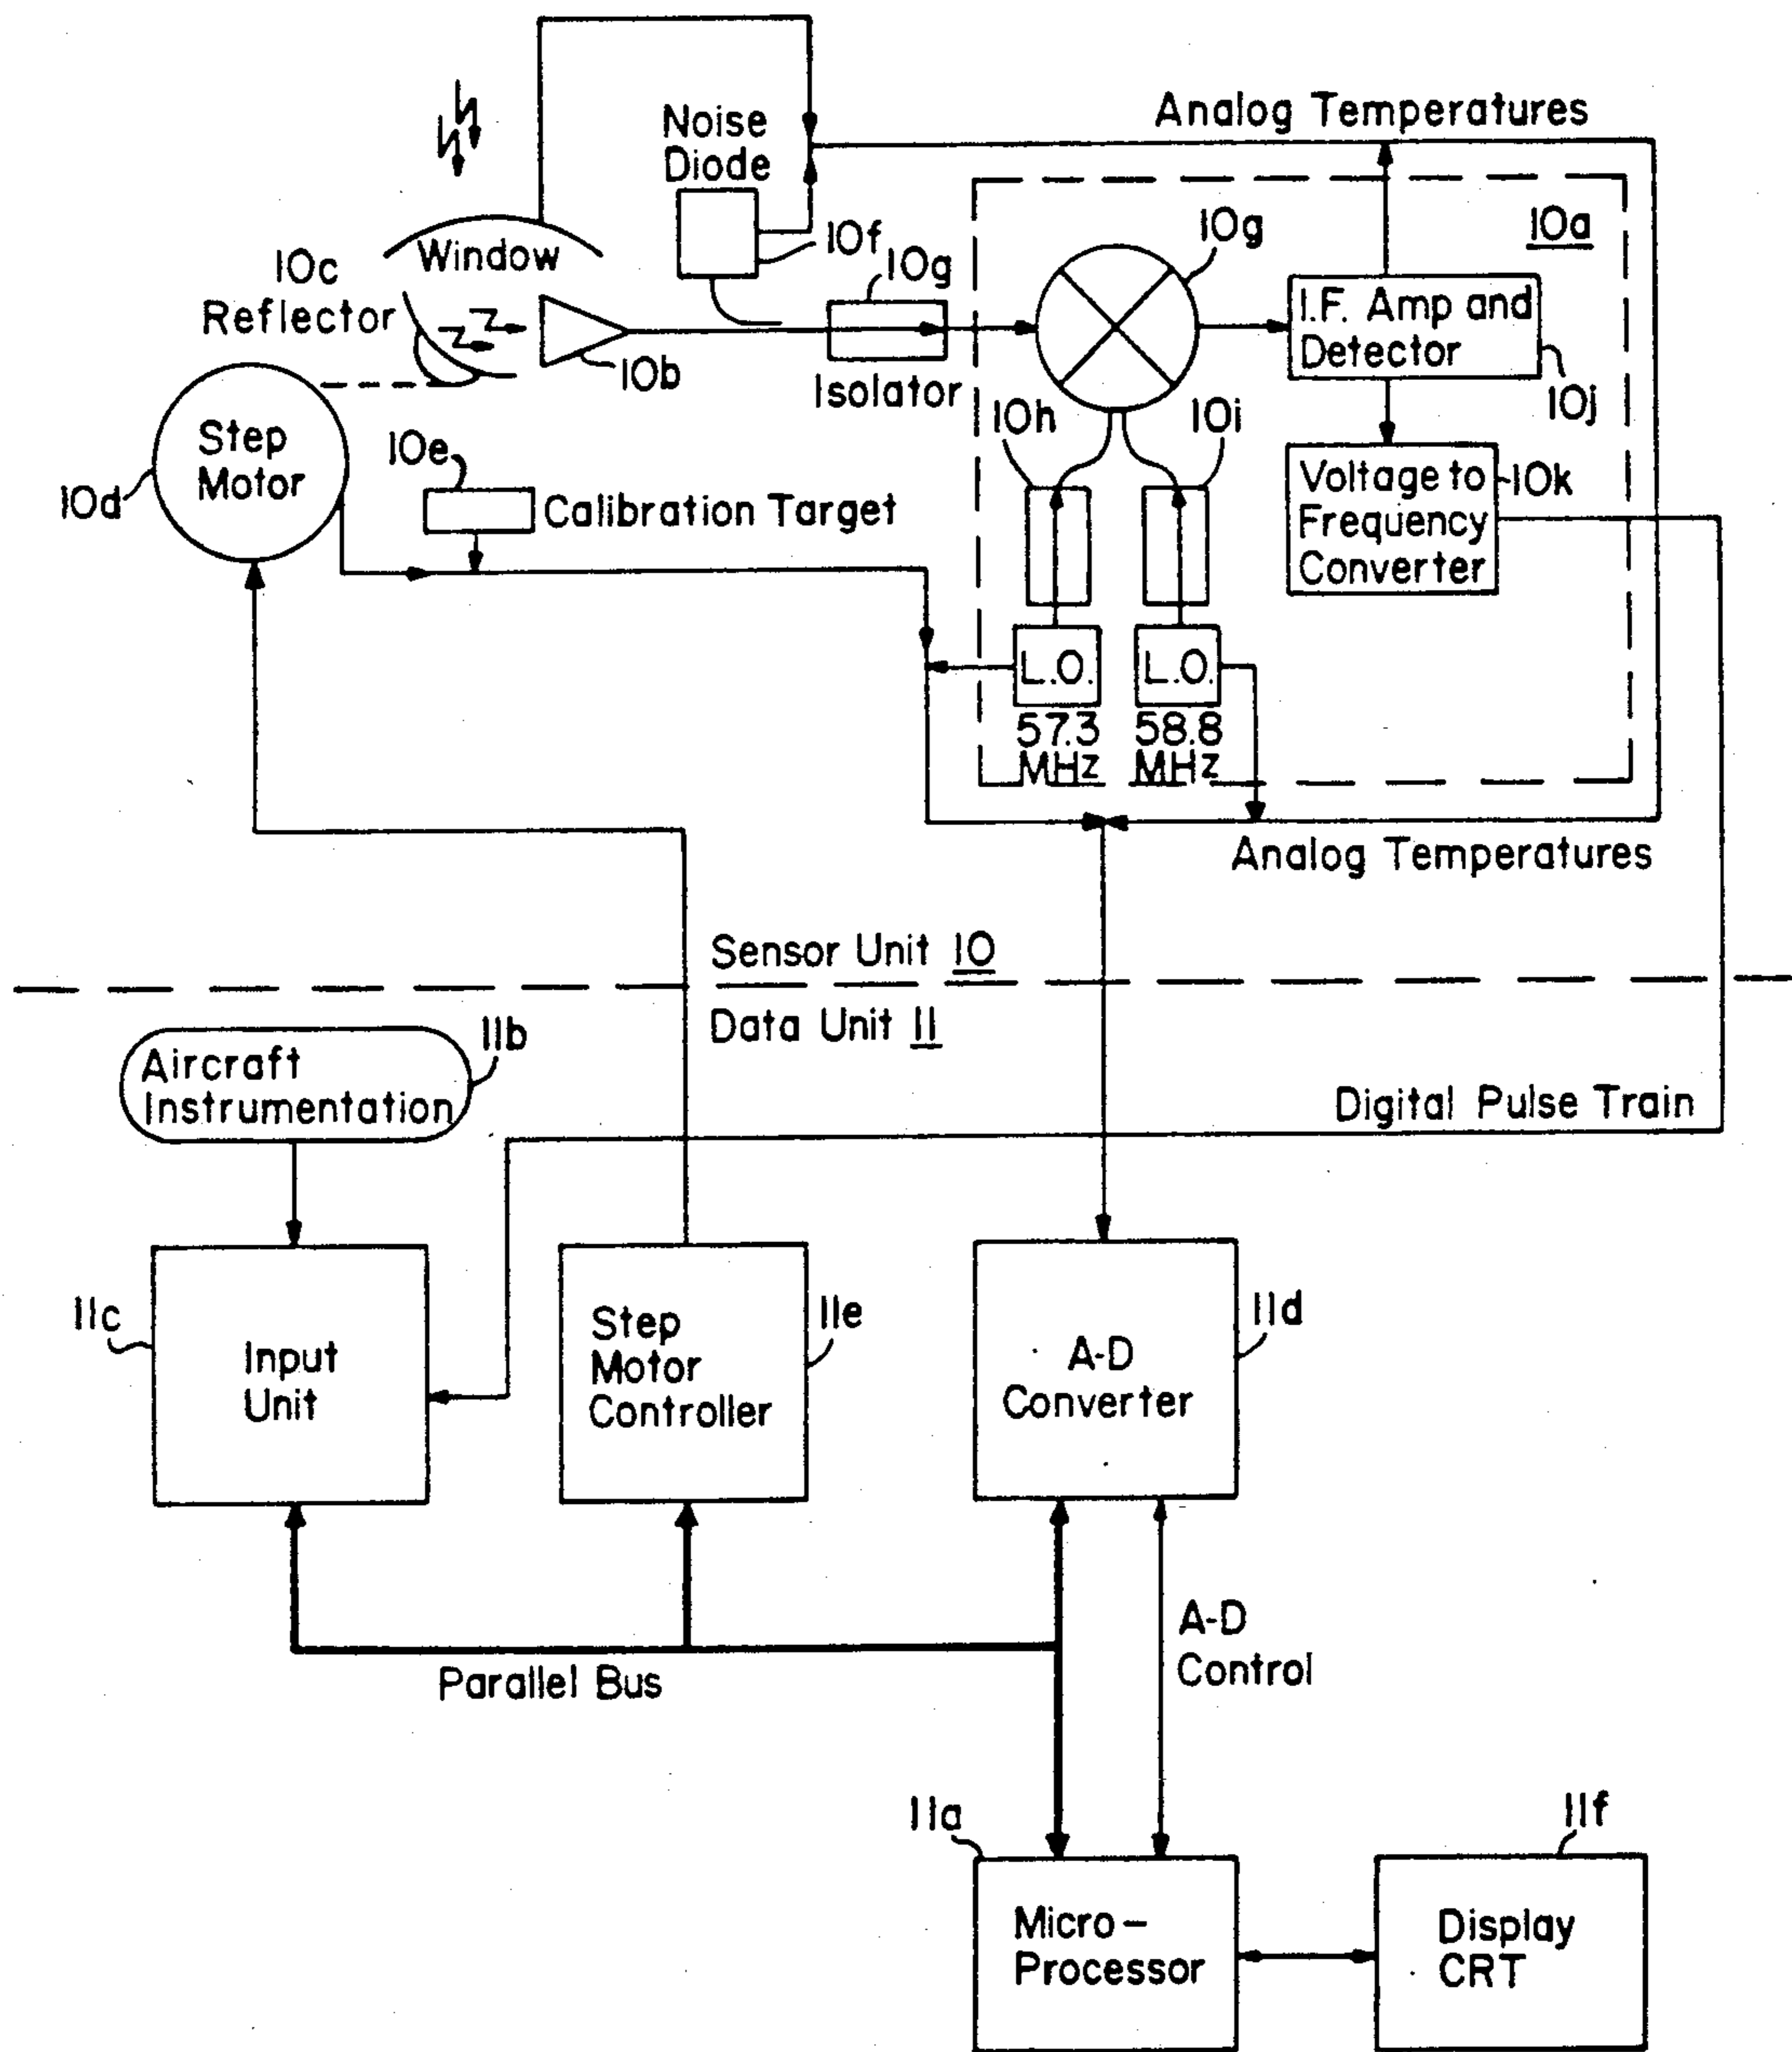 Analog Temperatures
Noise
Diode
10f
10g
10g
10a
Window
10c
Reflector
10b
Isolator
I.F. Amp and
Detector
10j
10h
10i
Step
Motor
10d
10e
Calibration Target
Voltage to
Frequency
Converter
10k
L.O.
L.O.
57.3
MHz
58.8
MHz
Analog Temperatures
Sensor Unit 10
Data Unit 11
Aircraft
Instrumentation
11b
Digital Pulse Train
11c
Input
Unit
Step
Motor
Controller
11e
A-D
Converter
11d
A-D
Control
Parallel Bus
11a
Micro-
Processor
11f
Display
CRT